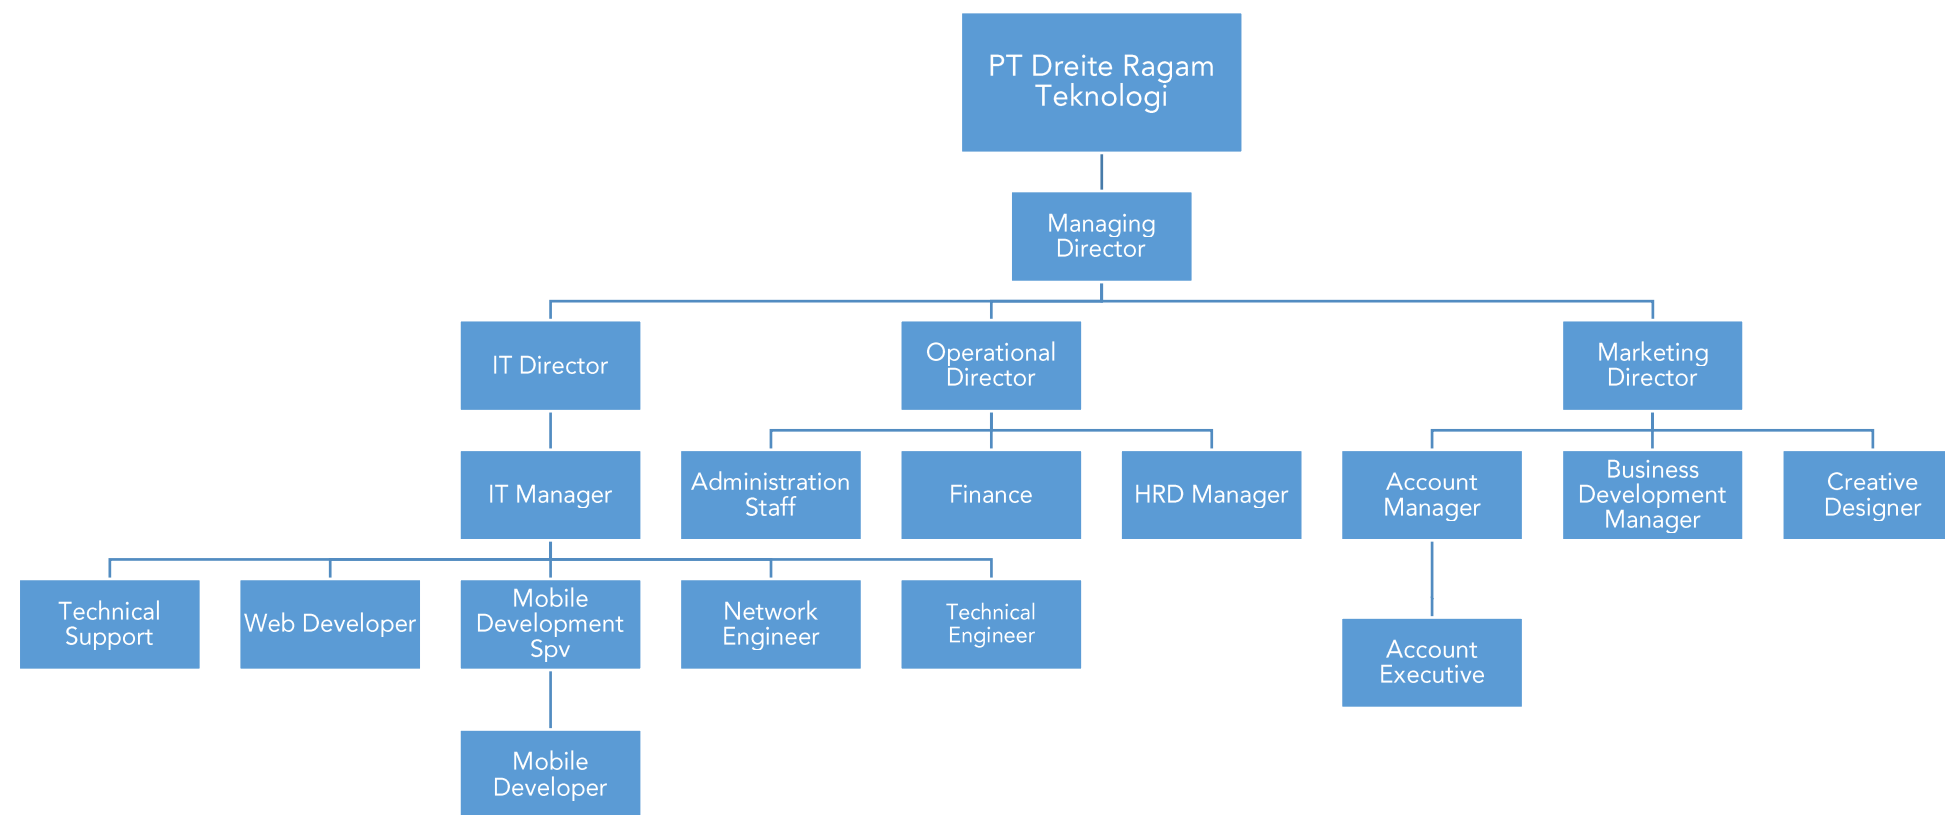 PT Dreite Ragam
Teknologi
Managing
Director
IT Director
Operational
Director
Marketing
Director
IT Manager
Administration
Staff
Finance
HRD Manager
Account
Manager
Business
Development
Manager
Creative
Designer
Technical
Support
Web Developer
Mobile
Development
Spv
Network
Engineer
Technical
Engineer
Account
Executive
Mobile
Developer